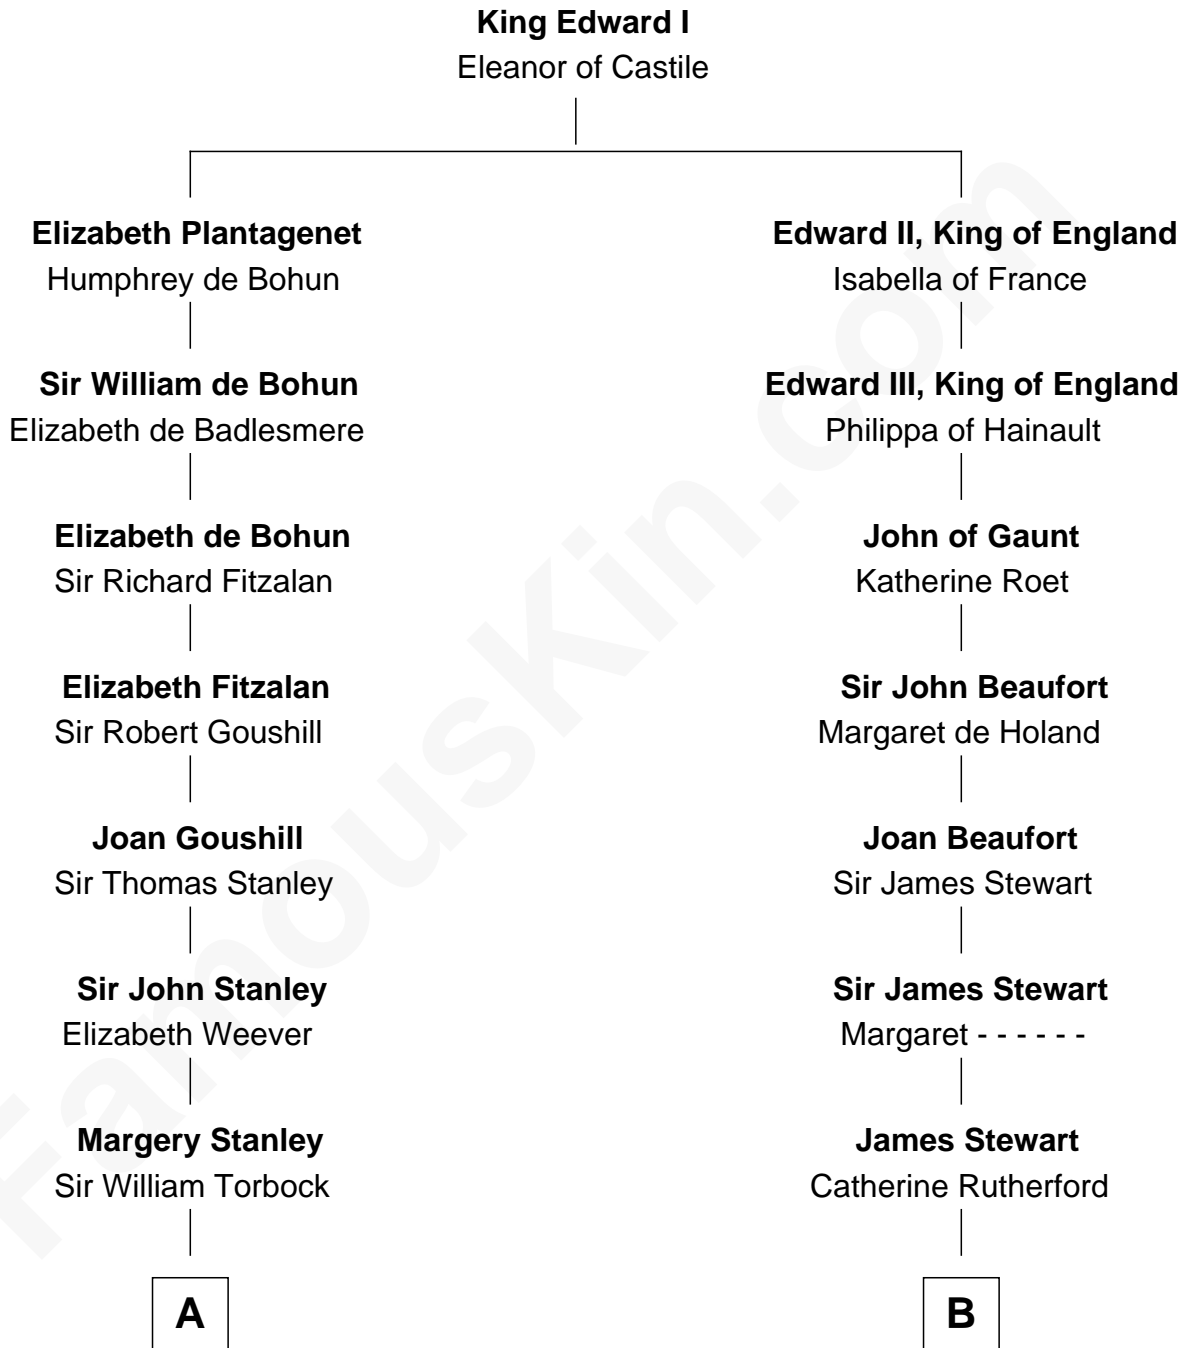 King Edward I
Eleanor of Castile
Elizabeth Plantagenet
Humphrey de Bohun
Edward II, King of England
Isabella of France
Sir William de Bohun
Elizabeth de Badlesmere
Edward III, King of England
Philippa of Hainault
Elizabeth de Bohun
Sir Richard Fitzalan
John of Gaunt
Katherine Roet
Elizabeth Fitzalan
Sir Robert Goushill
Sir John Beaufort
Margaret de Holand
Joan Goushill
Sir Thomas Stanley
Joan Beaufort
Sir James Stewart
Sir John Stanley
Elizabeth Weever
Sir James Stewart
Margaret - - - - - -
Margery Stanley
Sir William Torbock
James Stewart
Catherine Rutherford
A
B
FamousKin.com